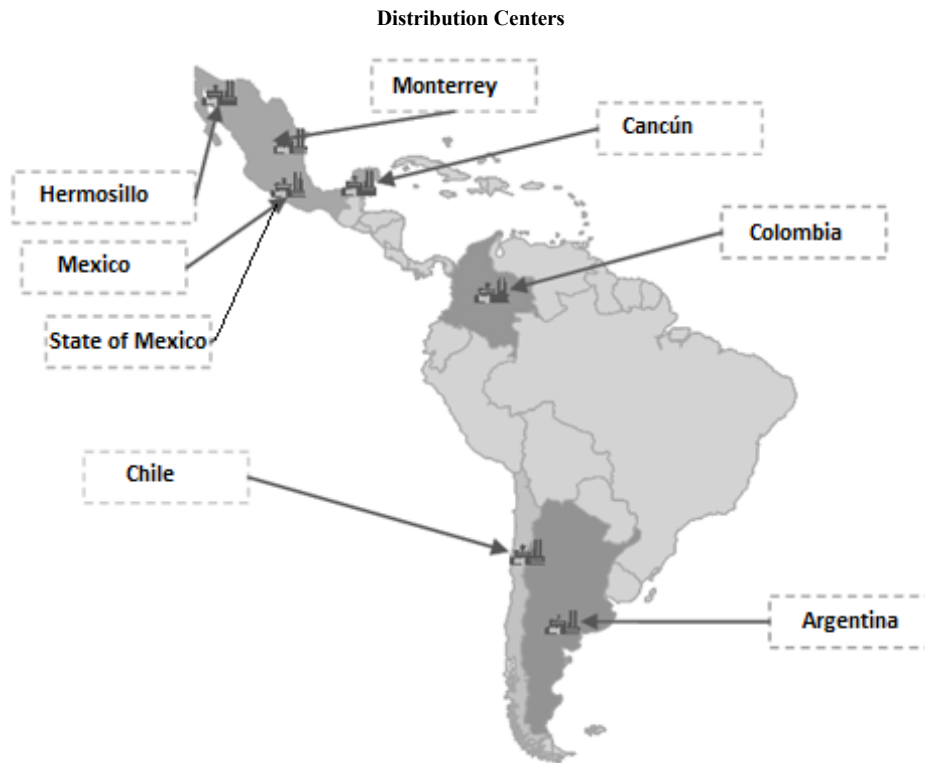 Distribution Centers
Monterrey
Cancún
Hermosillo
Colombia
Mexico
State of Mexico
Chile
Argentina